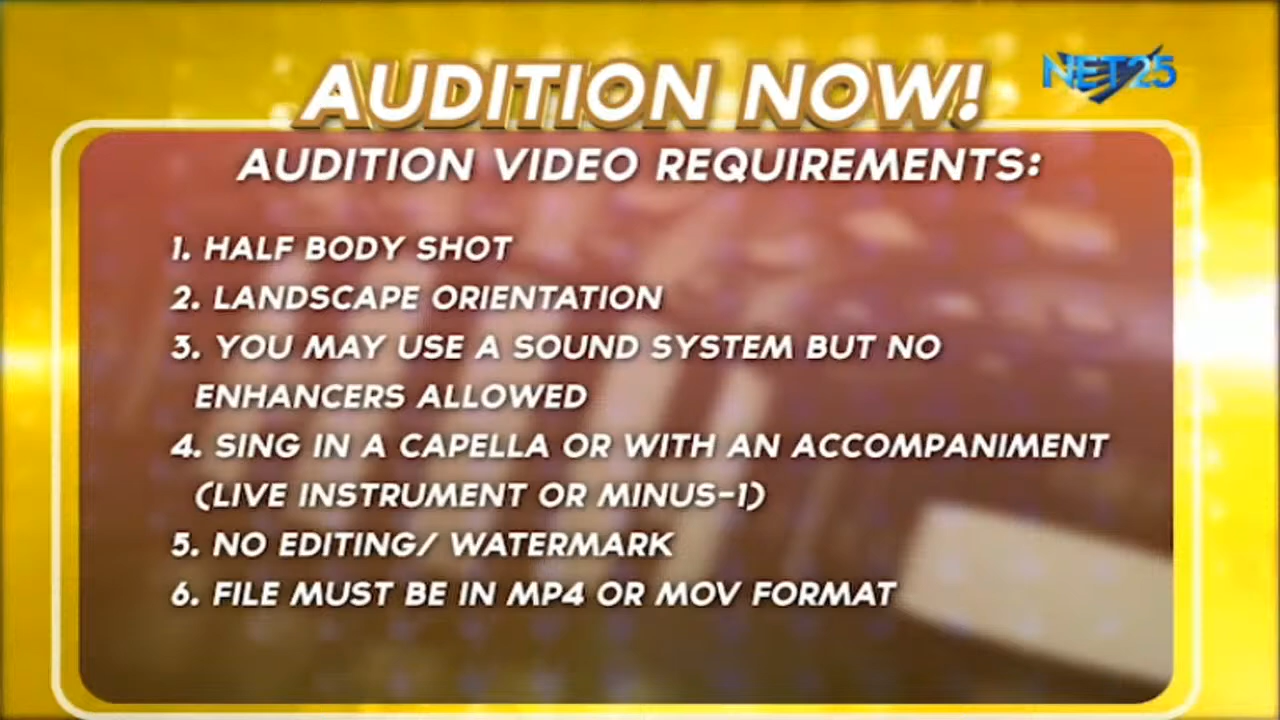 AUDITION NOW!
NET25
AUDITION VIDEO REQUIREMENTS:
1. HALF BODY SHOT
2. LANDSCAPE ORIENTATION
3. YOU MAY USE A SOUND SYSTEM BUT NO
ENHANCERS ALLOWED
4. SING IN A CAPELLA OR WITH AN ACCOMPANIMENT
(LIVE INSTRUMENT OR MINUS-1)
5. NO EDITING/ WATERMARK
6. FILE MUST BE IN MP4 OR MOV FORMAT